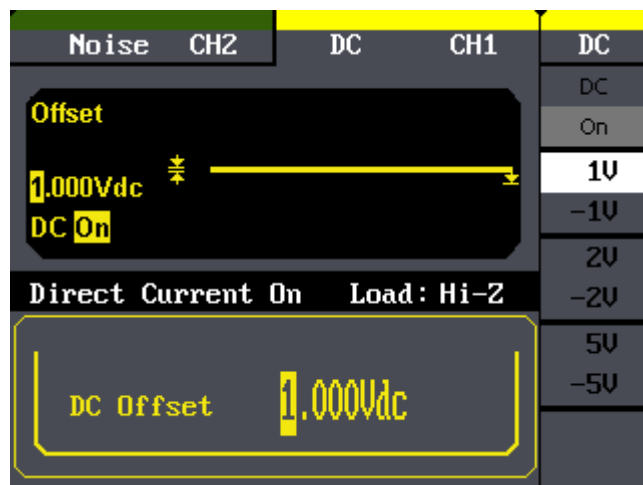 Noise CH2 DC CH1 DC
DC
On
Offset
1.000Vdc
DC On
1V
-1V
2V
-2V
5V
-5V
Direct Current On Load:Hi-Z
DC Offset 1.000Vdc